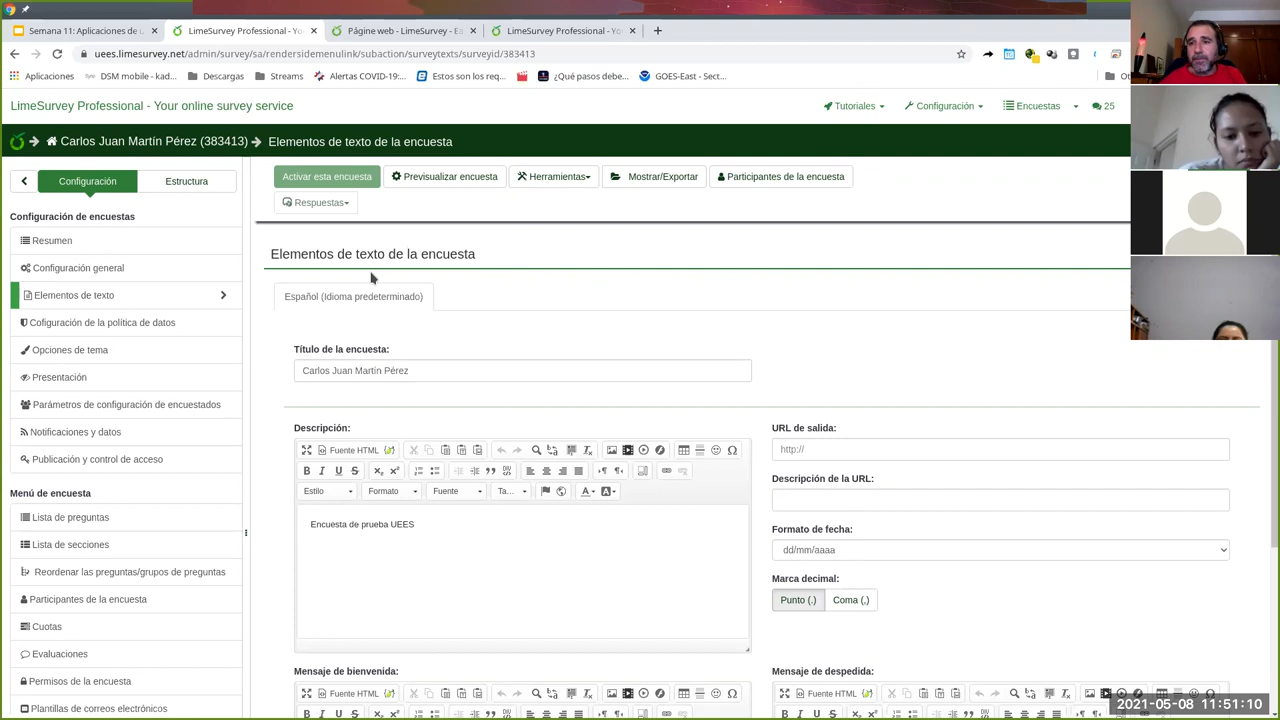 Semana 11: Aplicaciones de
LimeSurvey Professional - Yo
Página web - LimeSurvey - Ea
LimeSurvey Professional - Yo
uees.limesurvey.net/admin/survey/sa/rendersidemenulink/subaction/surveytexts/surveyid/383413
Aplicaciones
DSM mobile - kad...
Descargas
Streams
Alertas COVID-19:...
Estos son los req...
¿Qué pasos debe...
GOES-East - Sect...
LimeSurvey Professional - Your online survey service
Tutoriales
Configuración
Encuestas
25
Carlos Juan Martín Pérez (383413)
Elementos de texto de la encuesta
Configuración
Estructura
Activar esta encuesta
Previsualizar encuesta
Herramientas
Mostrar/Exportar
Participantes de la encuesta
Respuestas
Configuración de encuestas
Resumen
Configuración general
Elementos de texto
Cofiguración de la política de datos
Opciones de tema
Presentación
Parámetros de configuración de encuestados
Notificaciones y datos
Publicación y control de acceso
Menú de encuesta
Lista de preguntas
Lista de secciones
Reordenar las preguntas/grupos de preguntas
Participantes de la encuesta
Cuotas
Evaluaciones
Permisos de la encuesta
Plantillas de correos electrónicos
Elementos de texto de la encuesta
Español (Idioma predeterminado)
Título de la encuesta:
Carlos Juan Martín Pérez
Descripción:
Fuente HTML
Estilo
Formato
Fuente
Ta...
Encuesta de prueba UEES
URL de salida:
http://
Descripción de la URL:
Formato de fecha:
dd/mm/aaaa
Marca decimal:
Punto (.)
Coma (,)
Mensaje de bienvenida:
Fuente HTML
Mensaje de despedida:
Fuente HTML
2021-05-08 11:51:10